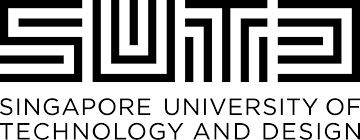 SUTD
SINGAPORE UNIVERSITY OF
TECHNOLOGY AND DESIGN